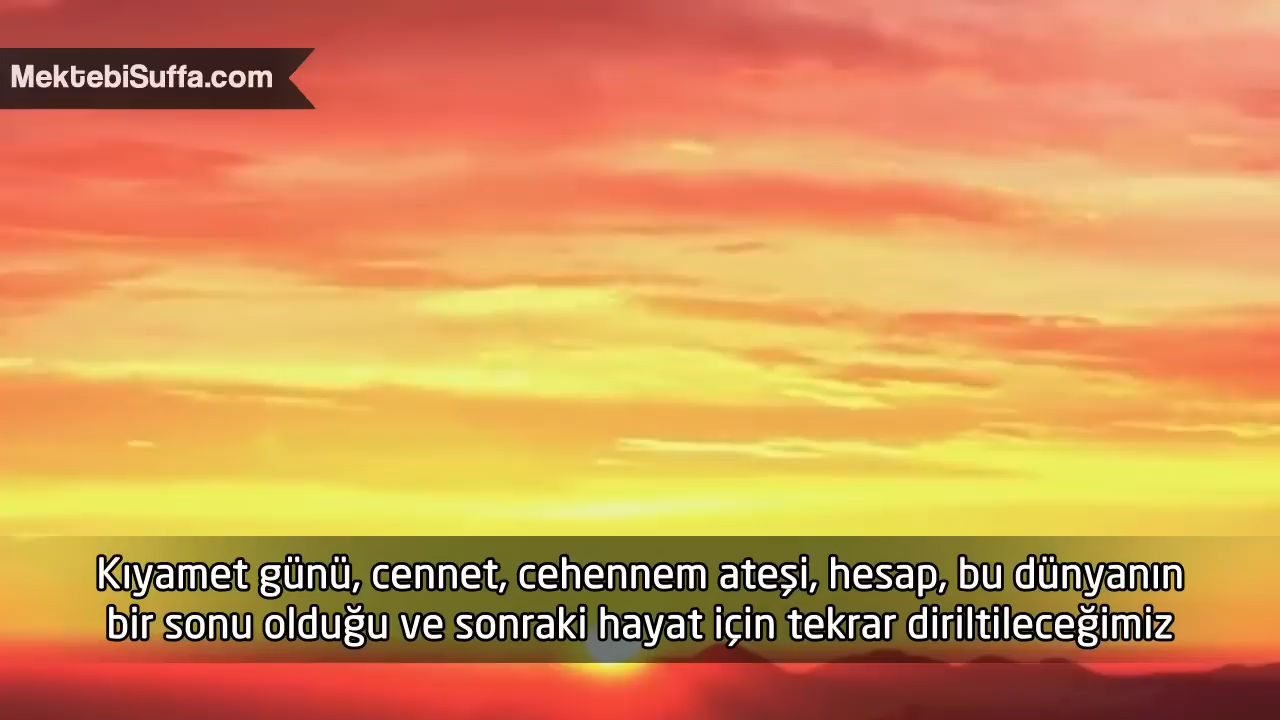 MektebiSuffa.com
Kıyamet günü, cennet, cehennem ateşi, hesap, bu dünyanın
bir sonu olduğu ve sonraki hayat için tekrar diriltileceğimiz